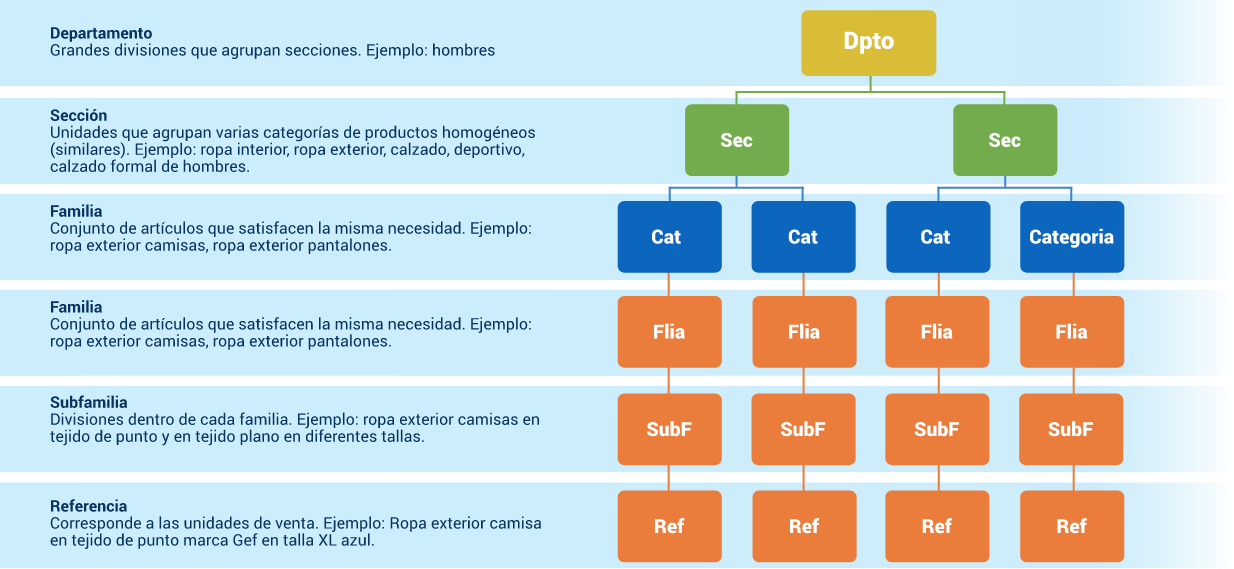 Departamento
Grandes divisiones que agrupan secciones. Ejemplo: hombres
Dpto
Sección
Unidades que agrupan varias categorías de productos homogéneos
(similares). Ejemplo: ropa interior, ropa exterior, calzado, deportivo,
calzado formal de hombres.
Sec
Sec
Familia
Conjunto de artículos que satisfacen la misma necesidad. Ejemplo:
ropa exterior camisas, ropa exterior pantalones.
Cat
Cat
Cat
Categoria
Familia
Conjunto de artículos que satisfacen la misma necesidad. Ejemplo:
ropa exterior camisas, ropa exterior pantalones.
Flia
Flia
Flia
Flia
Subfamilia
Divisiones dentro de cada familia. Ejemplo: ropa exterior camisas en
tejido de punto y en tejido plano en diferentes tallas.
SubF
SubF
SubF
SubF
Referencia
Corresponde a las unidades de venta. Ejemplo: Ropa exterior camisa
en tejido de punto marca Gef en talla XL azul.
Ref
Ref
Ref
Ref